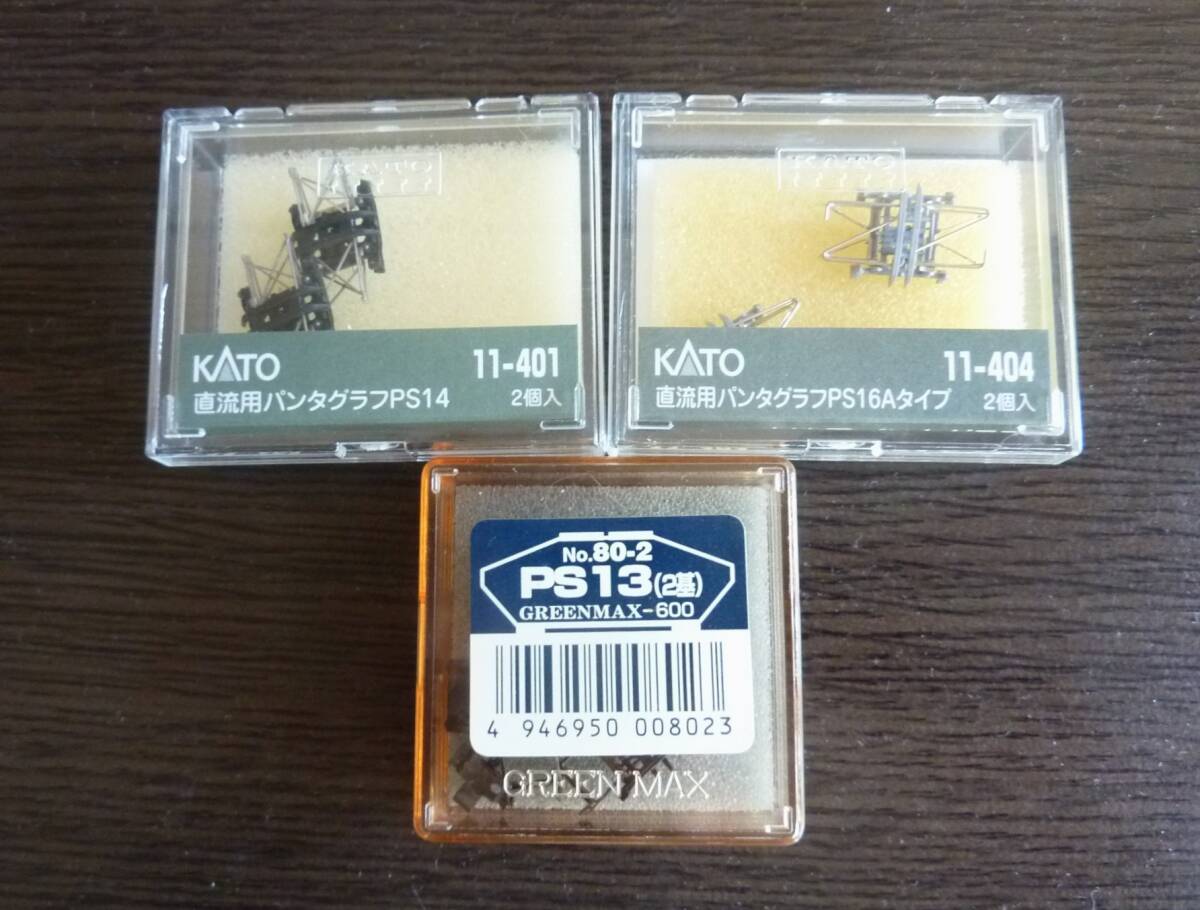 KATO
KATO 11-401
直流用パンタグラフPS14 2個入
KATO
KATO 11-404
直流用パンタグラフPS16Aタイプ 2個入
No.80-2
PS13(2基)
GREENMAX-600
4 946950 008023
GREEN MAX